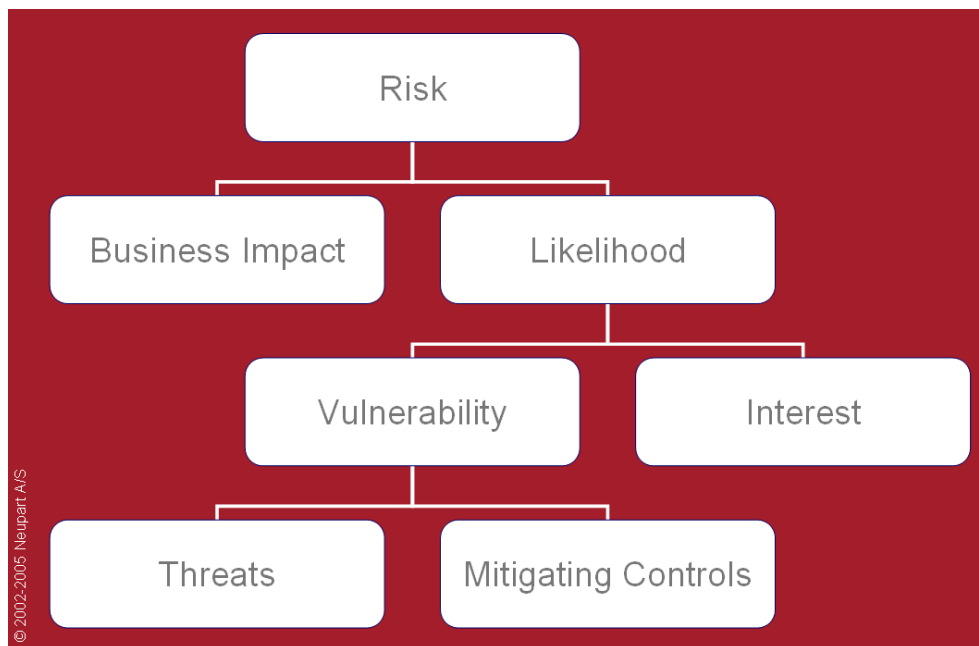 Risk
Business Impact
Likelihood
Vulnerability
Interest
Threats
Mitigating Controls
© 2002-2005 Neupart A/S